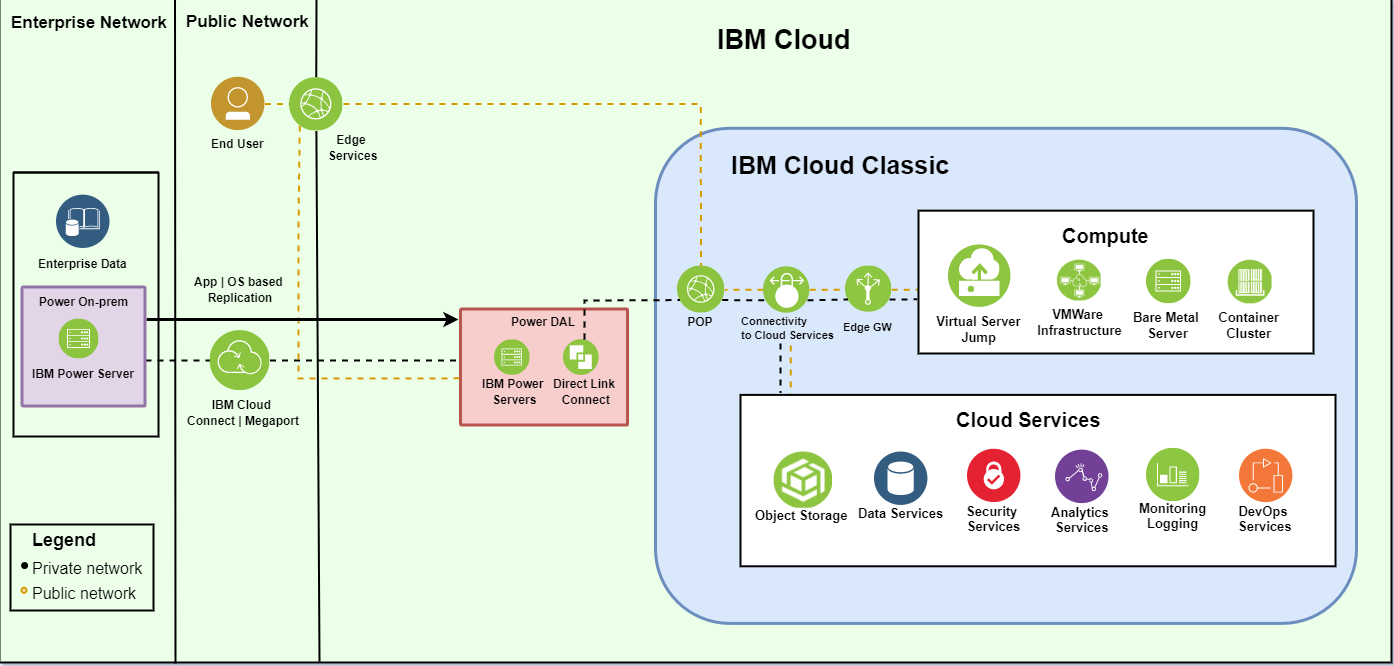 Enterprise Network
Public Network
IBM Cloud
End User
Edge
Services
IBM Cloud Classic
Enterprise Data
Power On-prem
IBM Power Server
App | OS based
Replication
IBM Cloud
Connect | Megaport
Power DAL
IBM Power
Servers
Direct Link
Connect
POP
Connectivity
to Cloud Services
Edge GW
Compute
Virtual Server
Jump
VMWare
Infrastructure
Bare Metal
Server
Container
Cluster
Cloud Services
Object Storage
Data Services
Security
Services
Analytics
Services
Monitoring
Logging
DevOps
Services
Legend
Private network
Public network